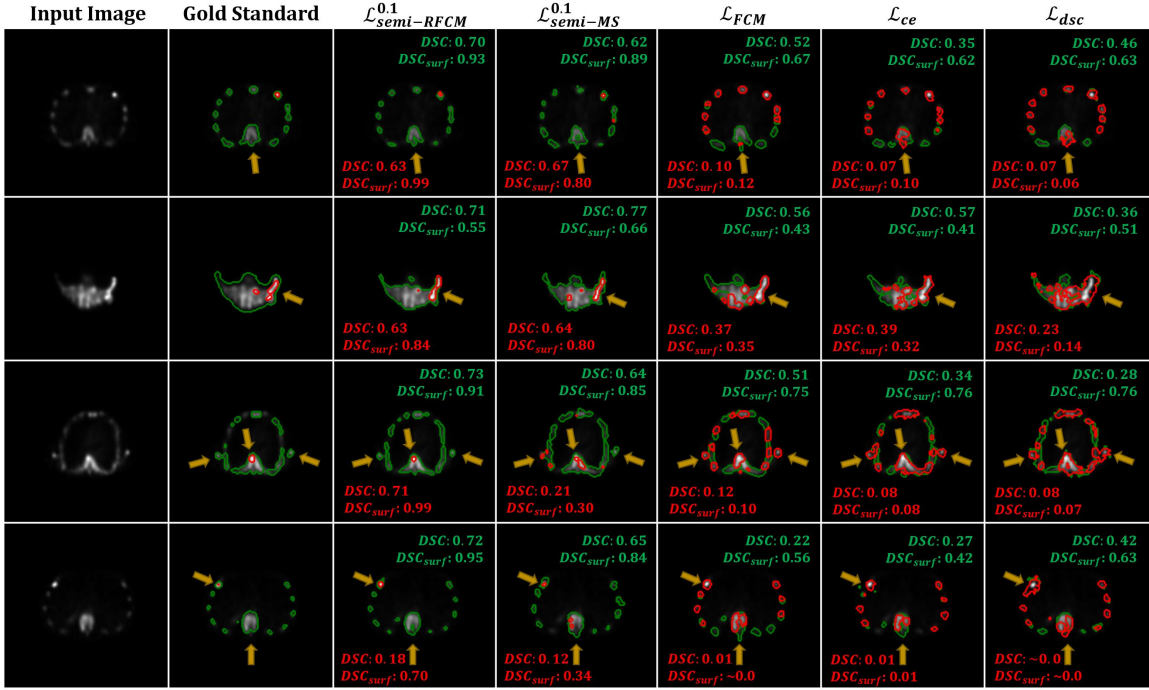 Input Image Gold Standard ℒ^{0.1}_{semi−RFCM} ℒ^{0.1}_{semi−MS} ℒ_{FCM} ℒ_{ce} ℒ_{dsc}
DSC: 0.70 DSC: 0.62 DSC: 0.52 DSC: 0.35 DSC: 0.46
DSC_{surf}: 0.93 DSC_{surf}: 0.89 DSC_{surf}: 0.67 DSC_{surf}: 0.62 DSC_{surf}: 0.63
DSC: 0.63 DSC: 0.67 DSC: 0.10 DSC: 0.07 DSC: 0.07
DSC_{surf}: 0.99 DSC_{surf}: 0.80 DSC_{surf}: 0.12 DSC_{surf}: 0.10 DSC_{surf}: 0.06
DSC: 0.71 DSC: 0.77 DSC: 0.56 DSC: 0.57 DSC: 0.36
DSC_{surf}: 0.55 DSC_{surf}: 0.66 DSC_{surf}: 0.43 DSC_{surf}: 0.41 DSC_{surf}: 0.51
DSC: 0.63 DSC: 0.64 DSC: 0.37 DSC: 0.39 DSC: 0.23
DSC_{surf}: 0.84 DSC_{surf}: 0.80 DSC_{surf}: 0.35 DSC_{surf}: 0.32 DSC_{surf}: 0.14
DSC: 0.73 DSC: 0.64 DSC: 0.51 DSC: 0.34 DSC: 0.28
DSC_{surf}: 0.91 DSC_{surf}: 0.85 DSC_{surf}: 0.75 DSC_{surf}: 0.76 DSC_{surf}: 0.76
DSC: 0.71 DSC: 0.21 DSC: 0.12 DSC: 0.08 DSC: 0.08
DSC_{surf}: 0.99 DSC_{surf}: 0.30 DSC_{surf}: 0.10 DSC_{surf}: 0.08 DSC_{surf}: 0.07
DSC: 0.72 DSC: 0.65 DSC: 0.22 DSC: 0.27 DSC: 0.42
DSC_{surf}: 0.95 DSC_{surf}: 0.84 DSC_{surf}: 0.56 DSC_{surf}: 0.42 DSC_{surf}: 0.63
DSC: 0.18 DSC: 0.12 DSC: 0.01 DSC: 0.01 DSC: ~0.0
DSC_{surf}: 0.70 DSC_{surf}: 0.34 DSC_{surf}: ~0.0 DSC_{surf}: 0.01 DSC_{surf}: ~0.0